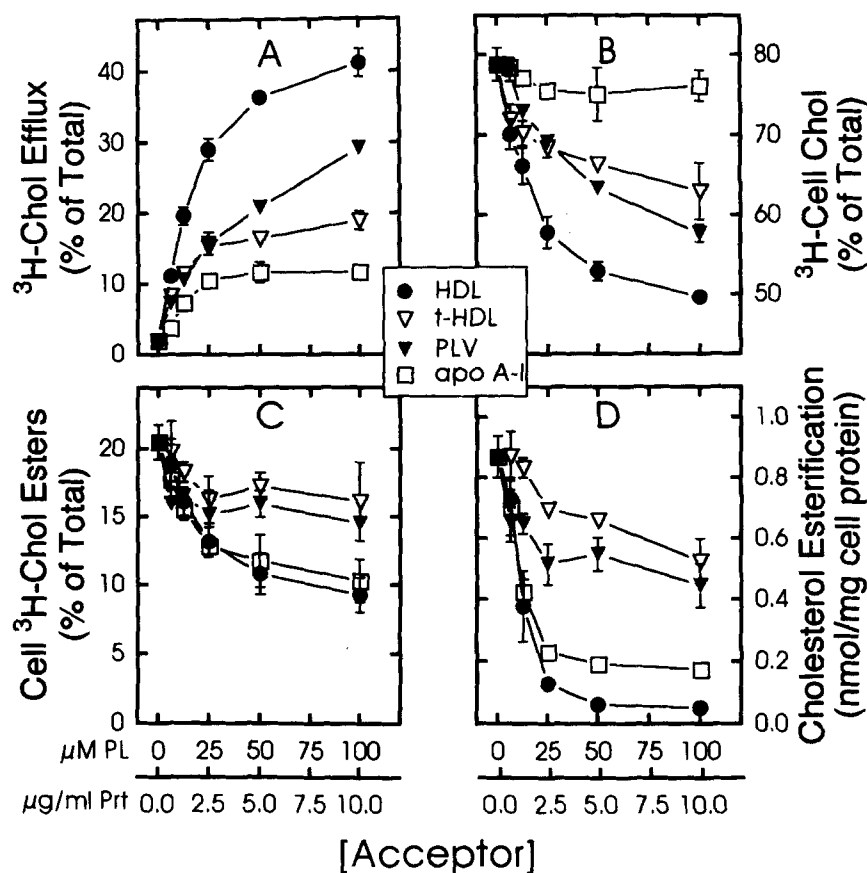 A
B
³H-Chol Efflux
(% of Total)
40
30
20
10
0
80
70
60
50
³H-Cell Chol
(% of Total)
HDL
t-HDL
PLV
apo A-I
C
D
Cell ³H-Chol Esters
(% of Total)
20
15
10
5
0
1.0
0.8
0.6
0.4
0.2
0.0
Cholesterol Esterification
(nmol/mg cell protein)
µM PL 0 25 50 75 100 0 25 50 75 100
µg/ml Prt 0.0 2.5 5.0 7.5 10.0 0.0 2.5 5.0 7.5 10.0
[Acceptor]